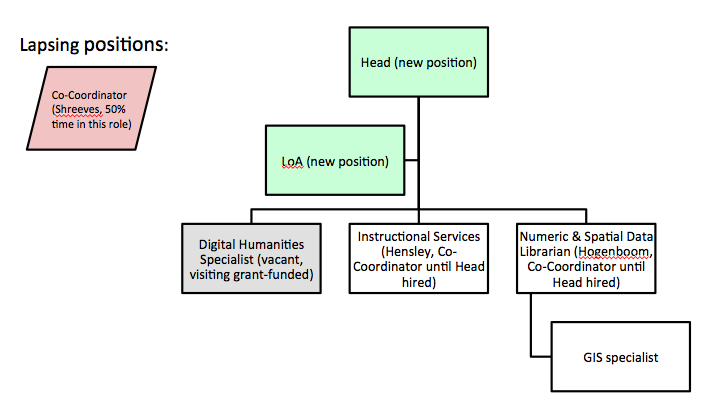 Lapsing positions:
Co-Coordinator
(Shreeves, 50%
time in this role)
Head (new position)
LoA (new position)
Digital Humanities
Specialist (vacant,
visiting grant-funded)
Instructional Services
(Hensley, Co-
Coordinator until Head
hired)
Numeric & Spatial Data
Librarian (Hogenboom,
Co-Coordinator until
Head hired)
GIS specialist